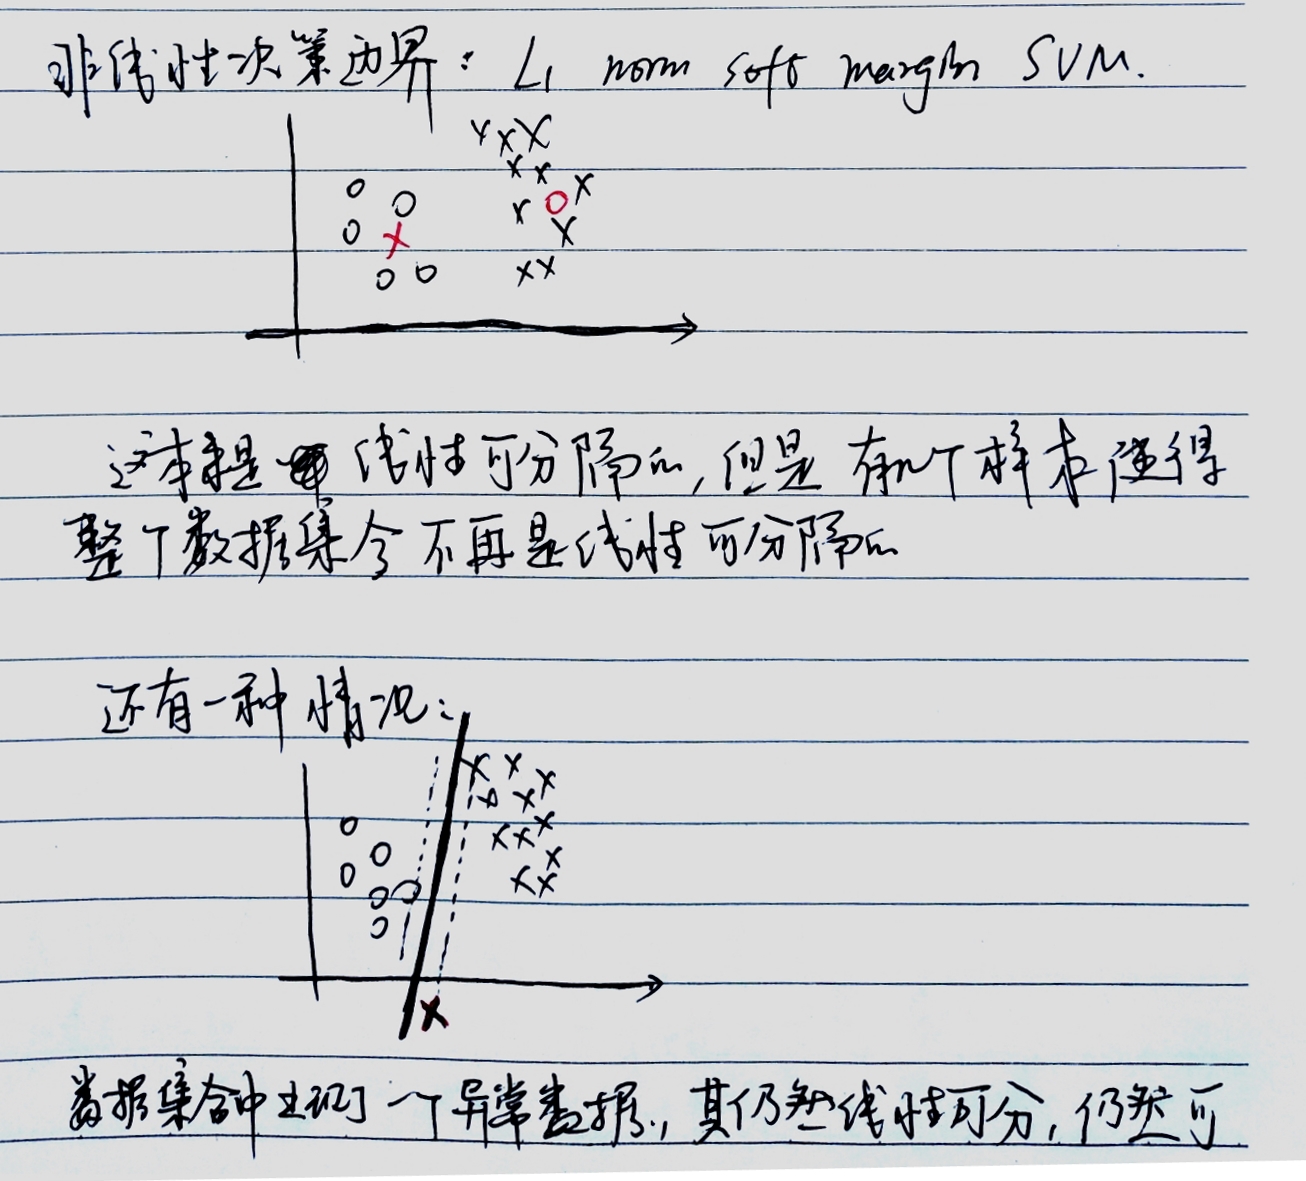 非线性决策边界: L1 norm soft margin SVM.
这本来是 线性可分隔的,但是 有几个样本使得
整个数据集合不再是线性可分隔的
还有一种情况:
数据集合中出现了一个异常数据,其仍然线性可分,仍然可